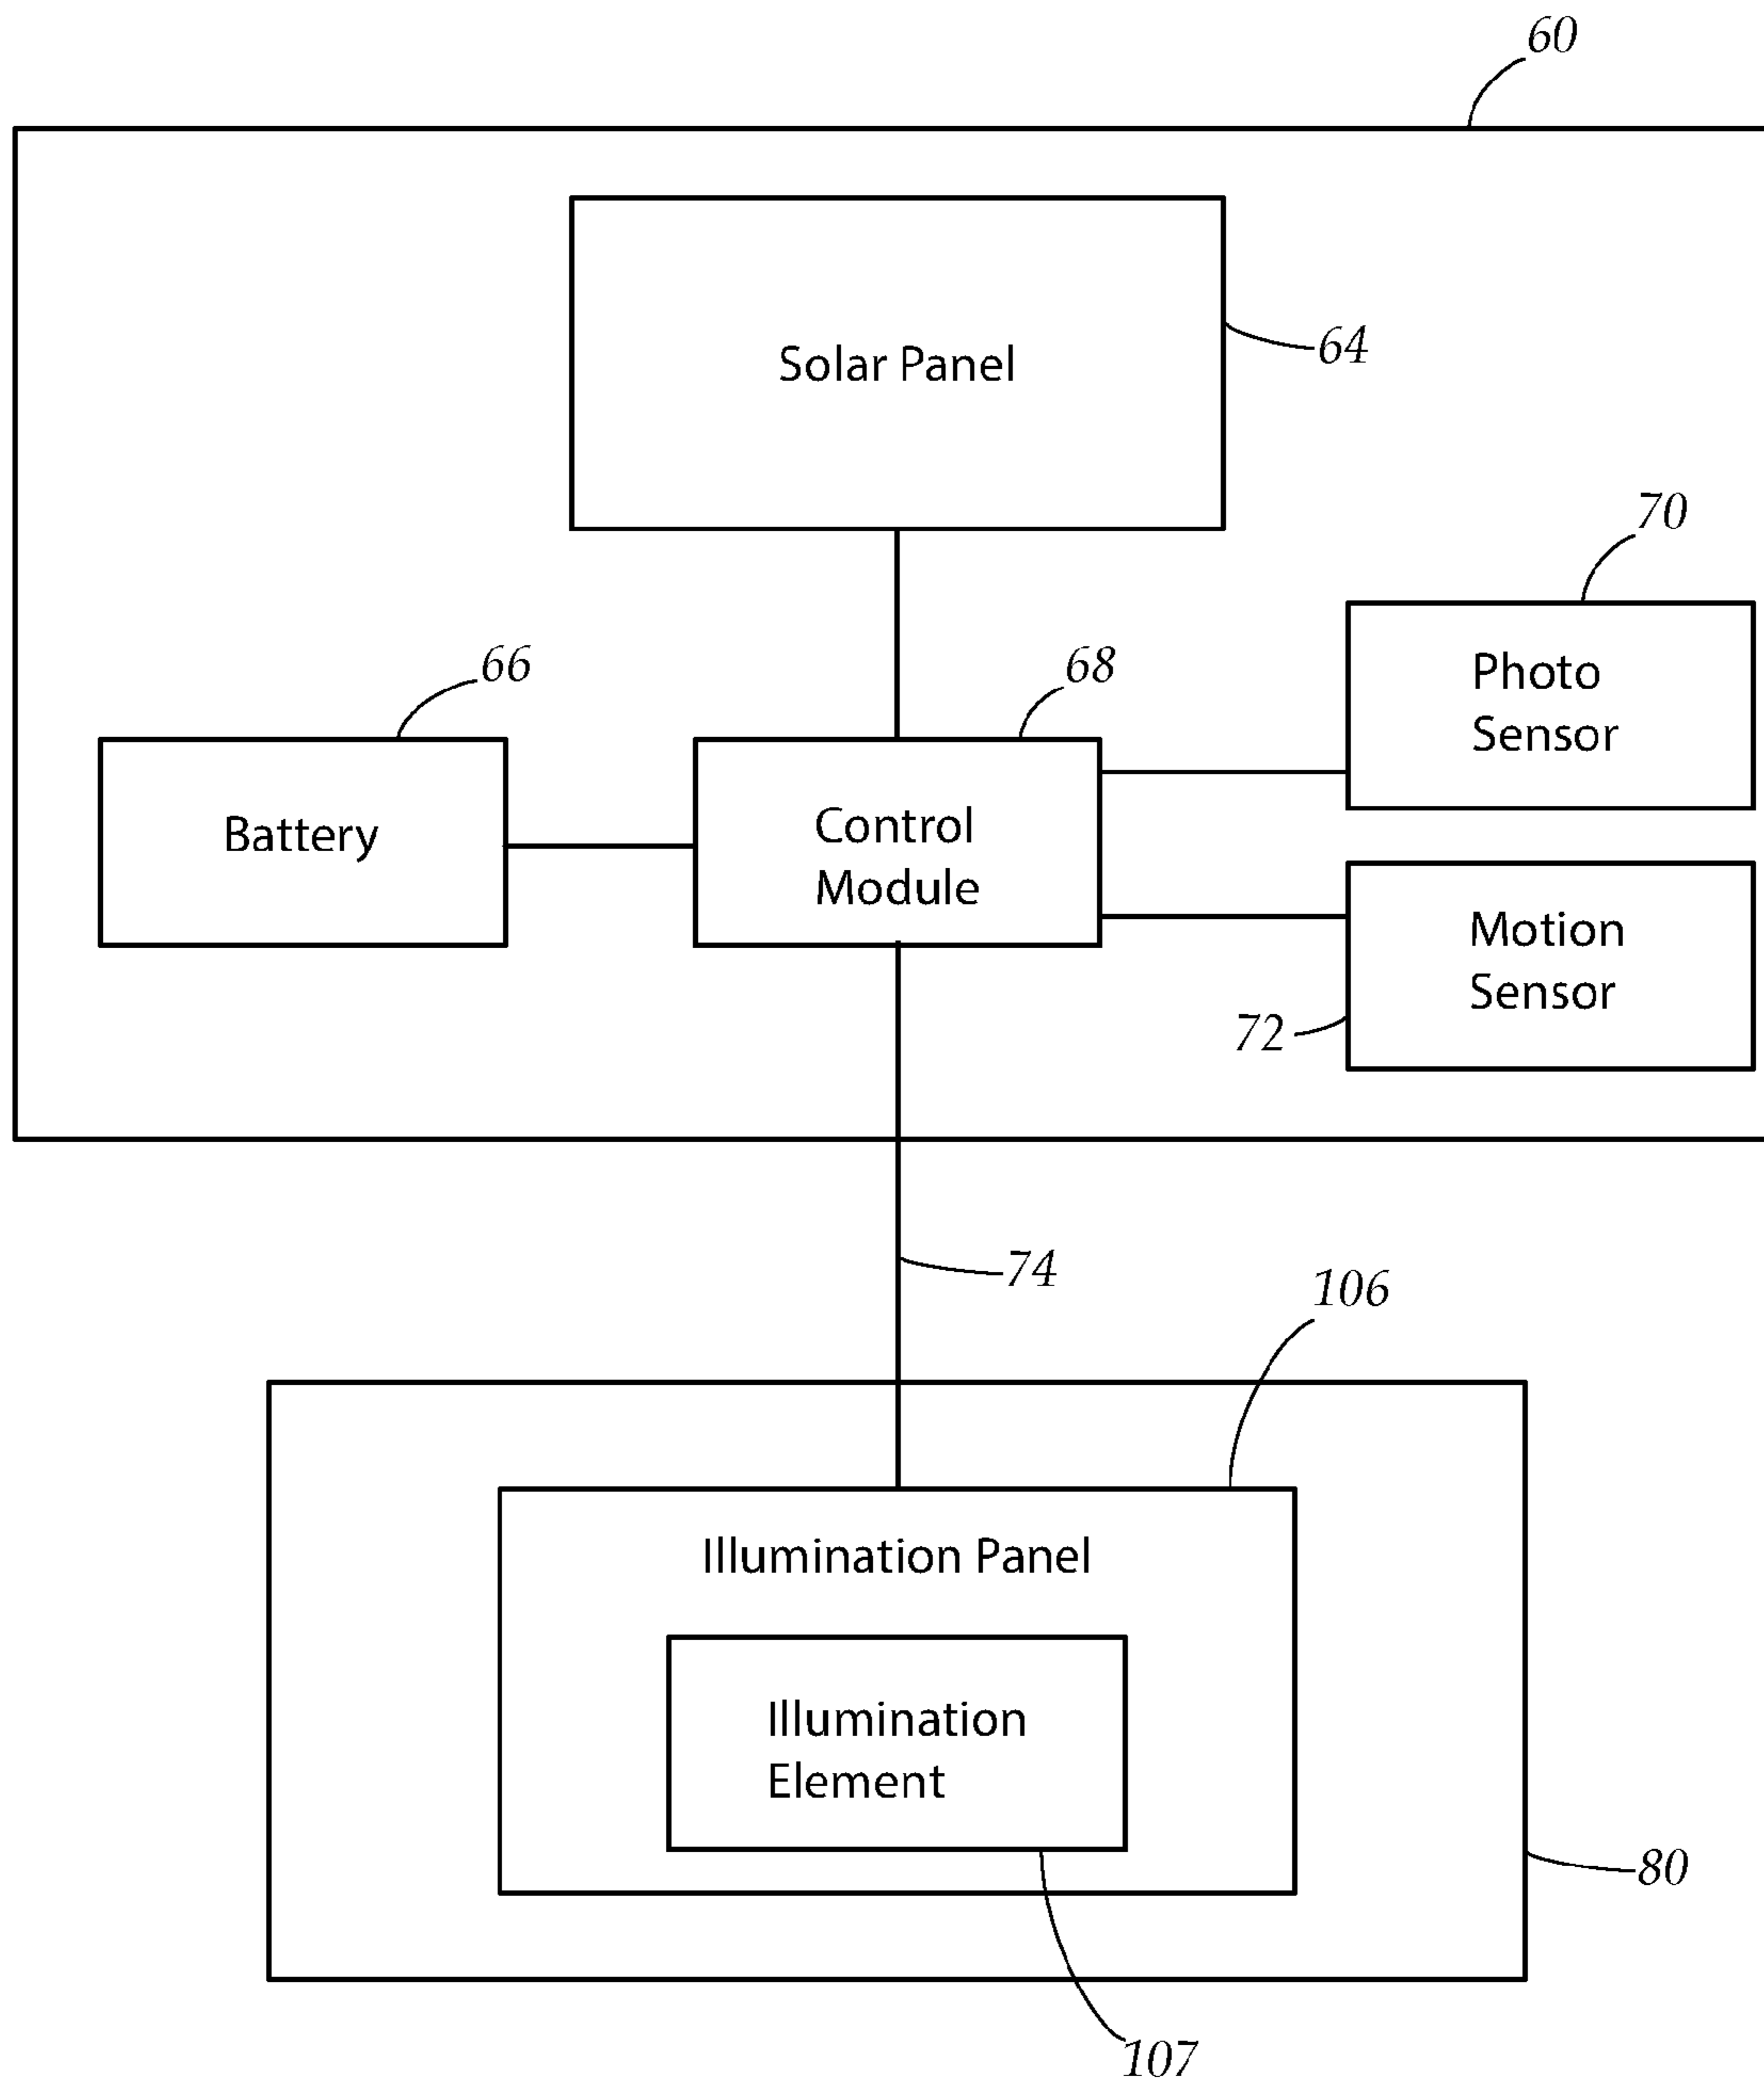 60
Solar Panel
64
70
Photo
Sensor
66
68
Battery
Control
Module
Motion
Sensor
72
74
106
Illumination Panel
Illumination
Element
80
107